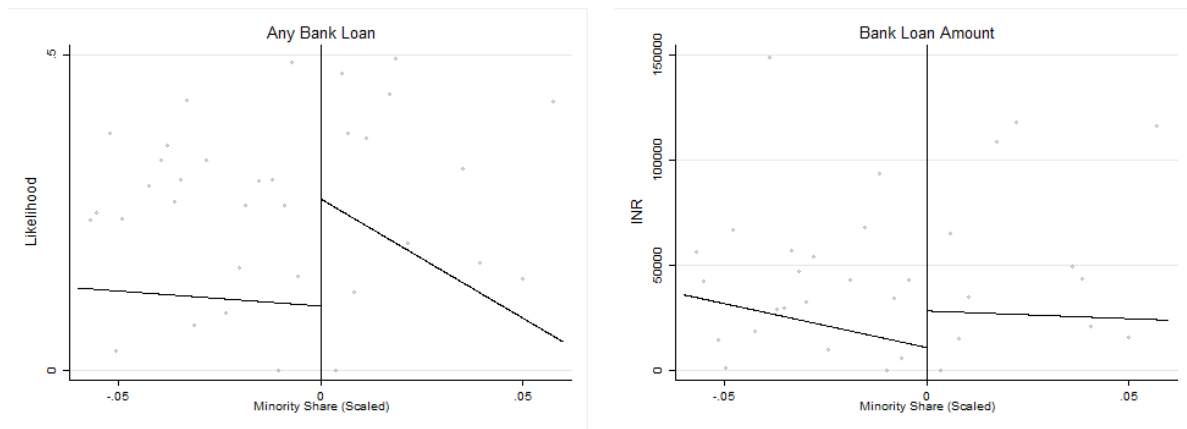 Any Bank Loan
.5
0
Likelihood
-.05
0
.05
Minority Share (Scaled)
Bank Loan Amount
150000
100000
50000
0
INR
-.05
0
.05
Minority Share (Scaled)